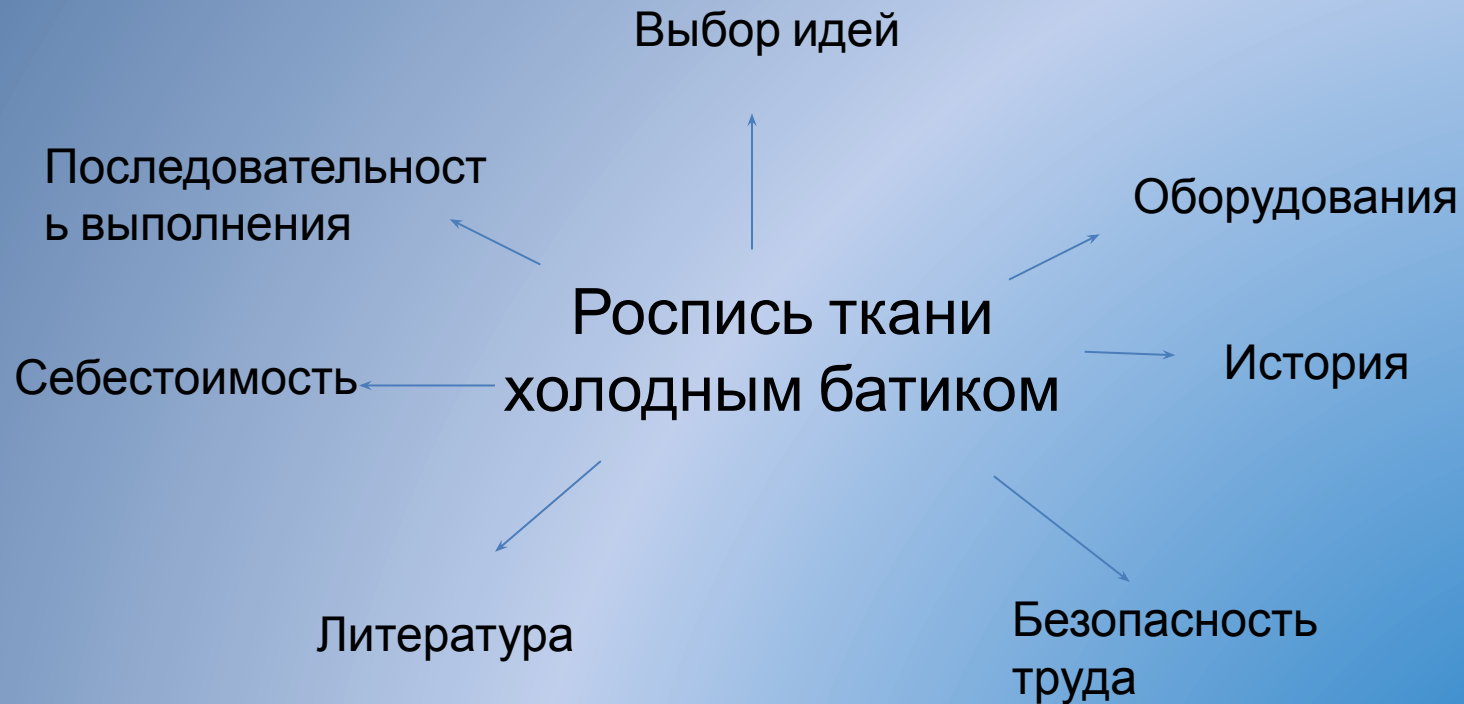 Выбор идей
Последовательност
ь выполнения
Оборудования
Роспись ткани
холодным батиком
История
Себестоимость
Литература
Безопасность
труда